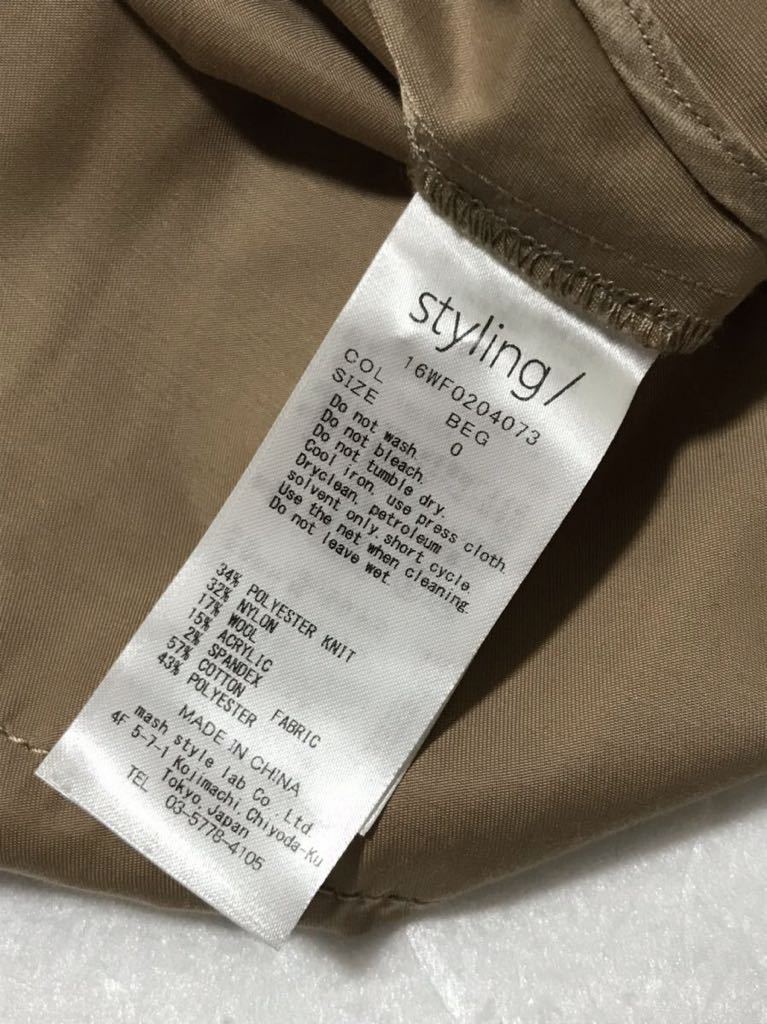 styling/
16WF0204073
COL BEG
SIZE 0
Do not wash.
Do not bleach.
Do not tumble dry.
Cool iron, use press cloth.
Dryclean, petroleum
solvent only, short cycle.
Use the net when cleaning.
Do not leave wet.
34% POLYESTER KNIT
32% NYLON
17% WOOL
15% ACRYLIC
2% SPANDEX
57% COTTON FABRIC
43% POLYESTER
MADE IN CHINA
mash style lab Co., Ltd.
4F 5-7-1 Kojimachi, Chiyoda-Ku
Tokyo, Japan
TEL 03-5778-4105